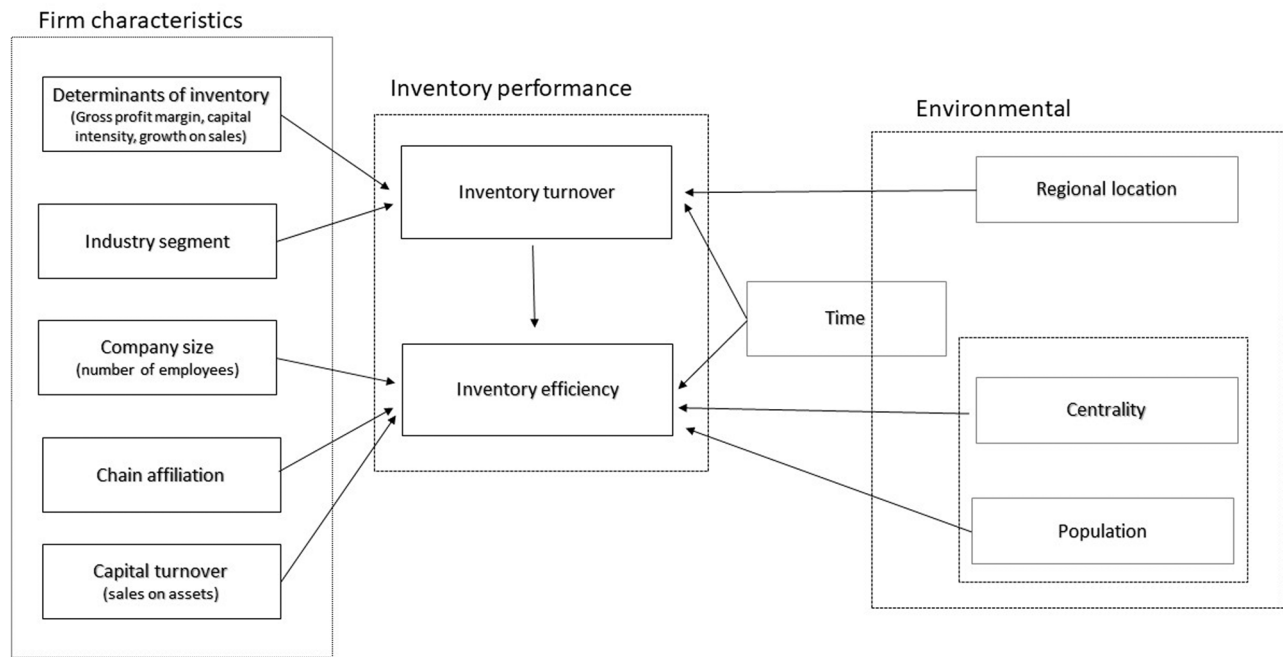 Firm characteristics
Determinants of inventory
(Gross profit margin, capital
intensity, growth on sales)
Industry segment
Company size
(number of employees)
Chain affiliation
Capital turnover
(sales on assets)
Inventory performance
Inventory turnover
Inventory efficiency
Time
Environmental
Regional location
Centrality
Population